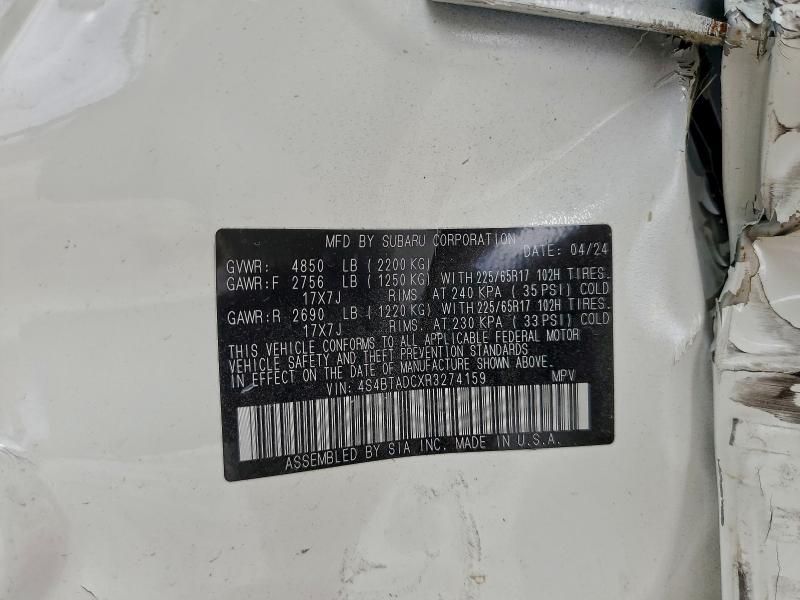 MFD BY SUBARU CORPORATION DATE: 04/24
GVWR: 4850 LB (2200 KG)
GAWR:F 2756 LB (1250 KG) WITH 225/65R17 102H TIRES.
17X7J RIMS. AT 240 KPA (35 PSI) COLD
GAWR:R 2690 LB (1220 KG) WITH 225/65R17 102H TIRES.
17X7J RIMS. AT 230 KPA (33 PSI) COLD
THIS VEHICLE CONFORMS TO ALL APPLICABLE FEDERAL MOTOR
VEHICLE SAFETY AND THEFT PREVENTION STANDARDS
IN EFFECT ON THE DATE OF MANUFACTURE SHOWN ABOVE.
VIN: 4S4BTADCXR3274159 MPV
ASSEMBLED BY SIA INC. MADE IN U.S.A.